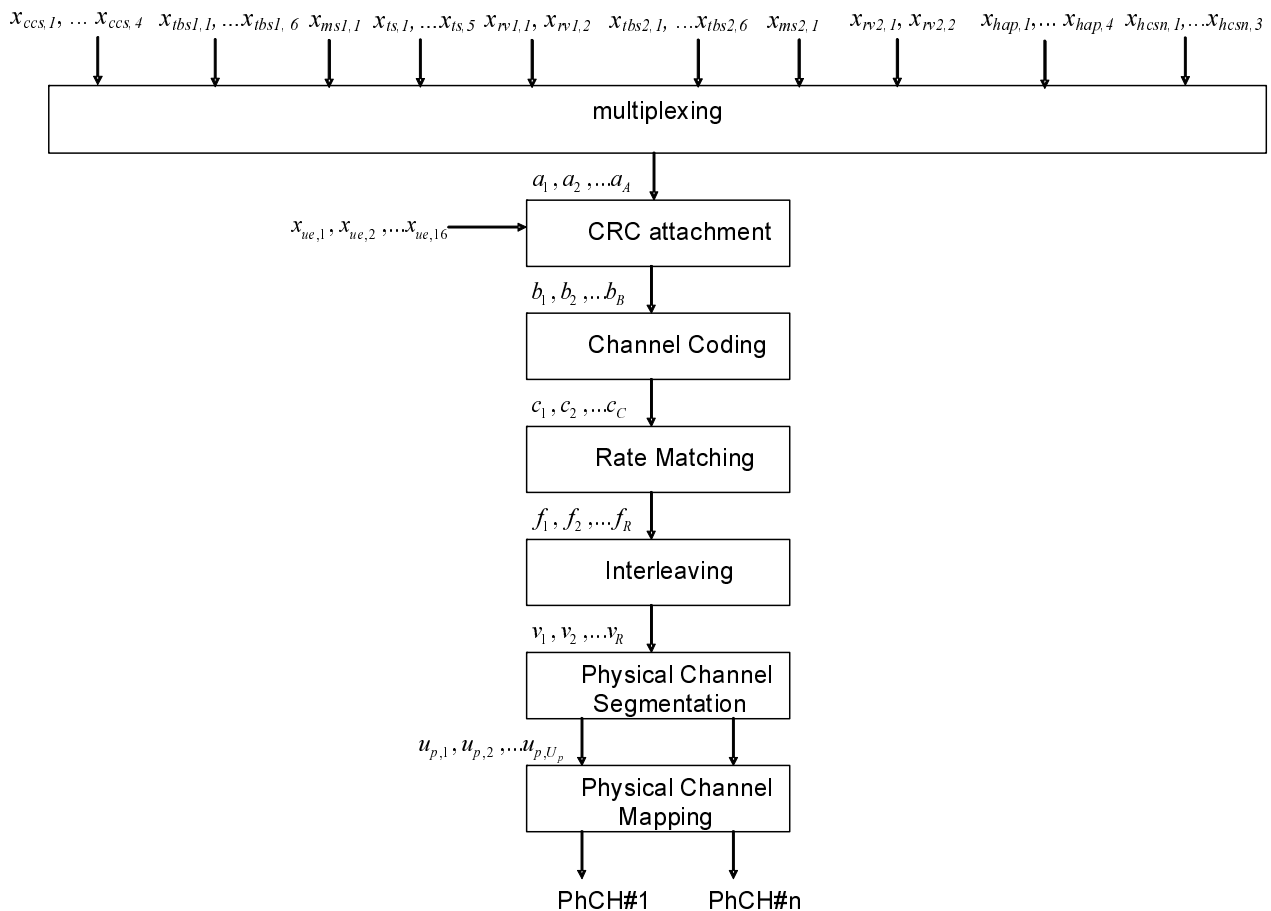 x_ccs,1, ... x_ccs,4 x_tbs1,1, ...x_tbs1,6 x_ms1,1 x_ts,1, ...x_ts,5 x_rv1,1, x_rv1,2 x_tbs2,1, ...x_tbs2,6 x_ms2,1 x_rv2,1, x_rv2,2 x_hap,1,... x_hap,4 x_hcsn,1,...x_hcsn,3
multiplexing
a_1, a_2, ...a_A
x_ue,1, x_ue,2, ...x_ue,16
CRC attachment
b_1, b_2, ...b_B
Channel Coding
c_1, c_2, ...c_C
Rate Matching
f_1, f_2, ...f_R
Interleaving
v_1, v_2, ...v_R
Physical Channel
Segmentation
u_p,1, u_p,2, ...u_p,U_p
Physical Channel
Mapping
PhCH#1 PhCH#n